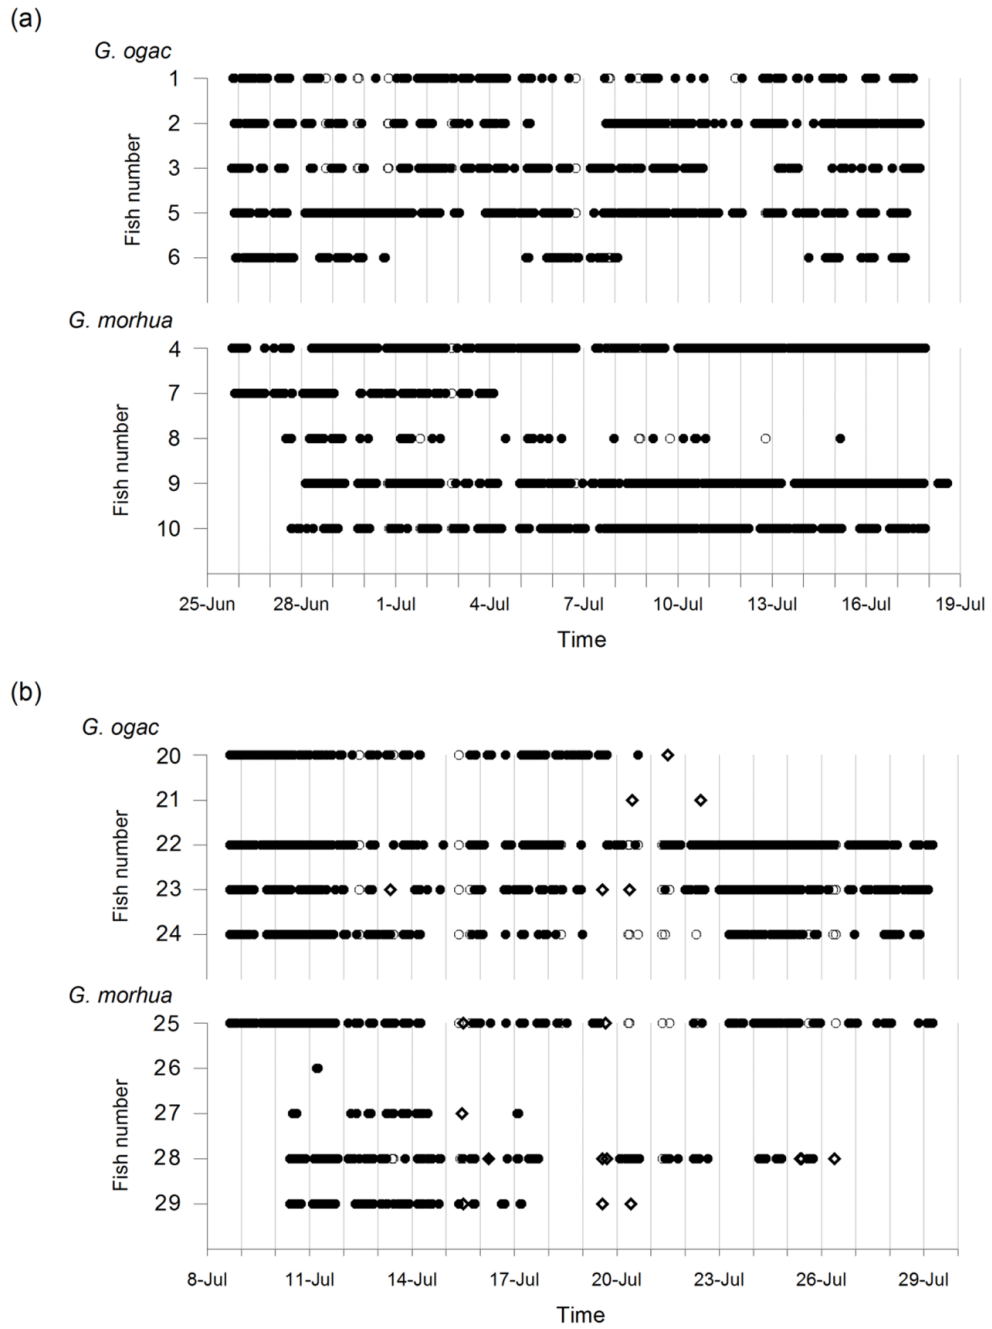 (a)
G. ogac
1
2
3
5
6
Fish number
G. morhua
4
7
8
9
10
Fish number
25-Jun 28-Jun 1-Jul 4-Jul 7-Jul 10-Jul 13-Jul 16-Jul 19-Jul
Time
(b)
G. ogac
20
21
22
23
24
Fish number
G. morhua
25
26
27
28
29
Fish number
8-Jul 11-Jul 14-Jul 17-Jul 20-Jul 23-Jul 26-Jul 29-Jul
Time